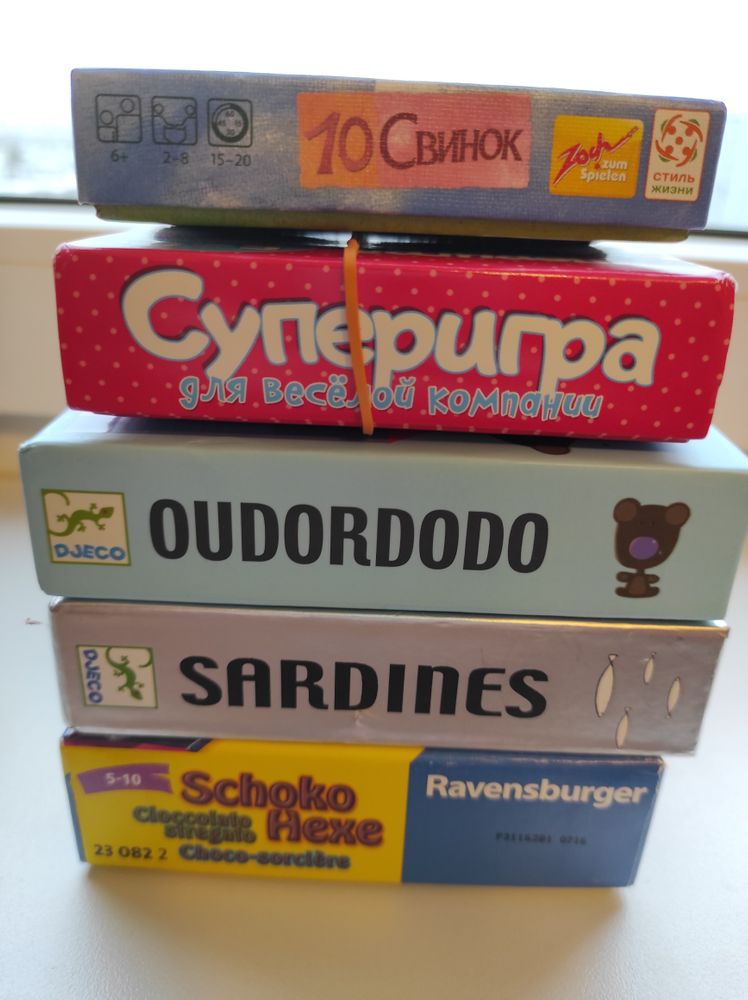 6+
2-8
15-20
10 Свинок
Zoch
zum
Spielen
СТИЛЬ
ЖИЗНИ
Суперигра
для весёлой компании
DJECO
OUDORDODO
DJECO
SARDINES
5-10
Schoko
Hexe
Cioccolato
stregato
Choco-sorcière
23 082 2
Ravensburger